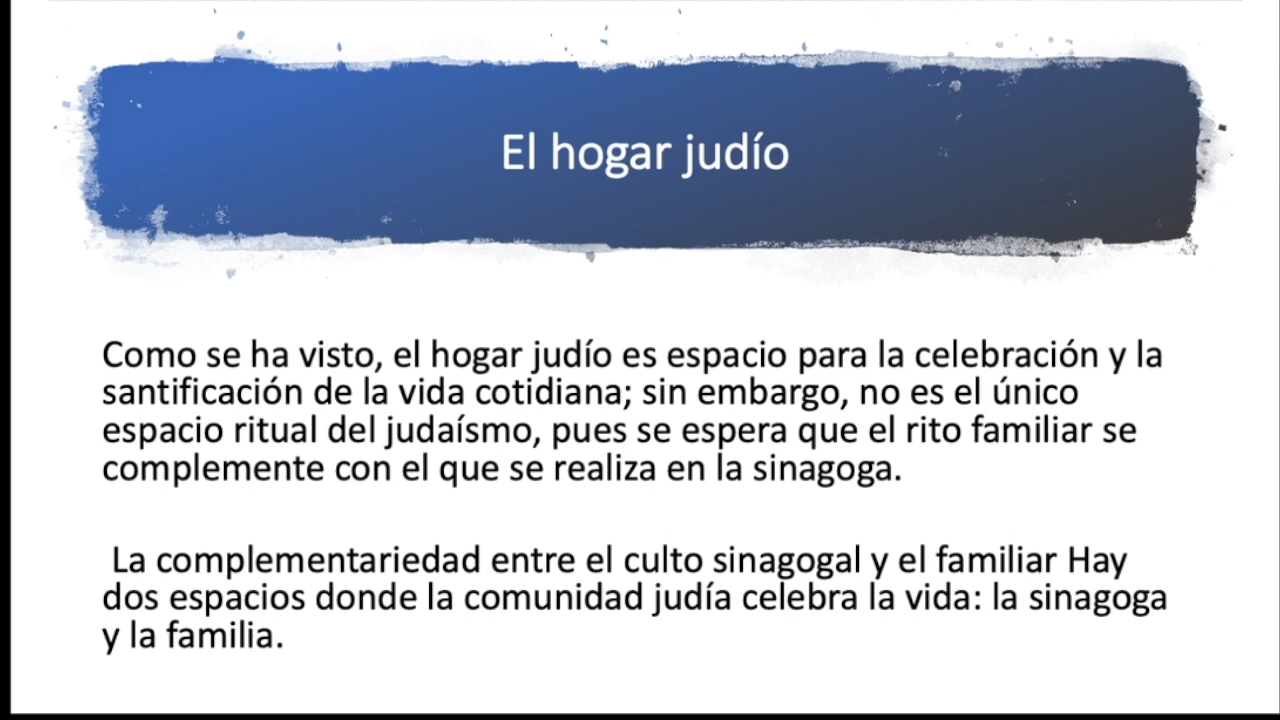 El hogar judío
Como se ha visto, el hogar judío es espacio para la celebración y la
santificación de la vida cotidiana; sin embargo, no es el único
espacio ritual del judaísmo, pues se espera que el rito familiar se
complemente con el que se realiza en la sinagoga.
La complementariedad entre el culto sinagogal y el familiar Hay
dos espacios donde la comunidad judía celebra la vida: la sinagoga
y la familia.